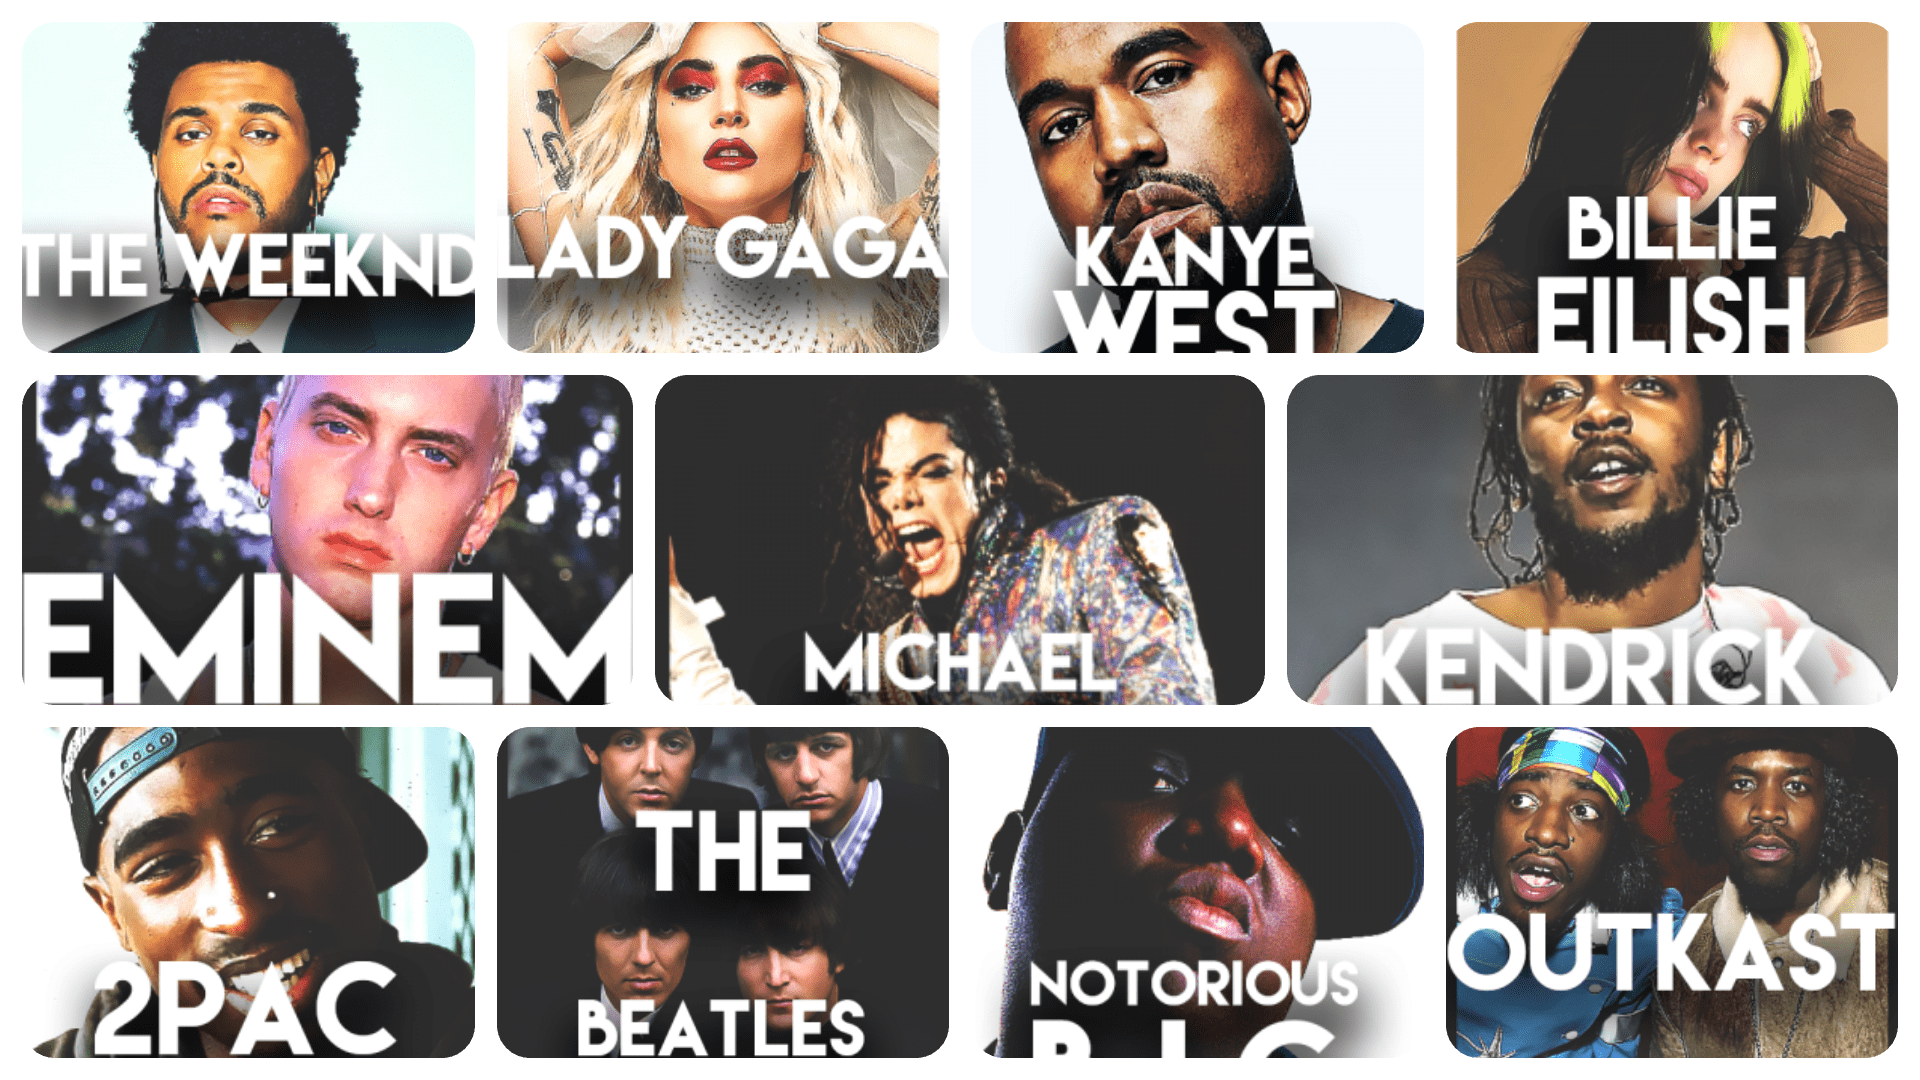 THE WEEKND
LADY GAGA
KANYE
WEST
BILLIE
EILISH
EMINEM
MICHAEL
KENDRICK
2PAC
THE
BEATLES
NOTORIOUS
B.I.G.
OUTKAST